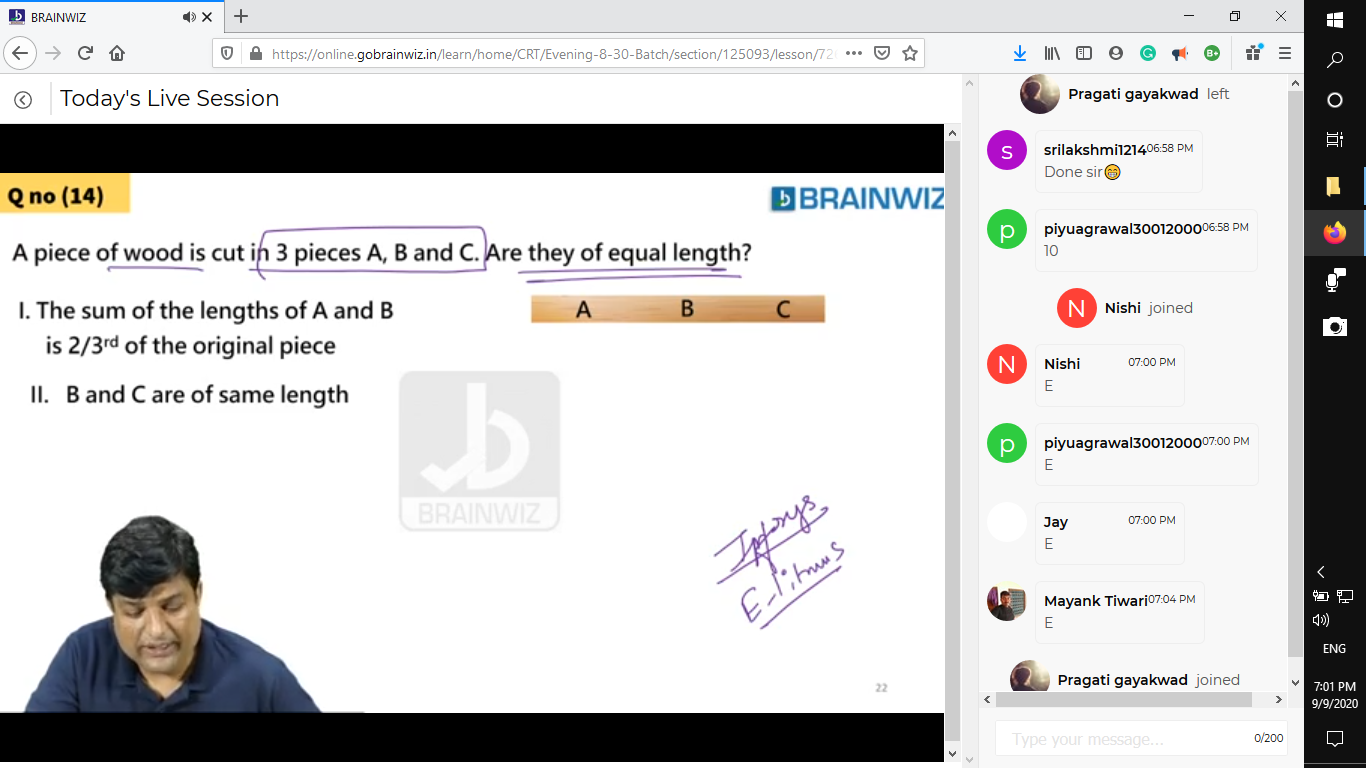 BRAINWIZ
https://online.gobrainwiz.in/learn/home/CRT/Evening-8-30-Batch/section/125093/lesson/72
Today's Live Session
Q no (14)
BRAINWIZ
A piece of wood is cut in 3 pieces A, B and C. Are they of equal length?
I. The sum of the lengths of A and B
is 2/3rd of the original piece
A B C
II. B and C are of same length
BRAINWIZ
Infosys
E-litmus
22
Pragati gayakwad left
s
srilakshmi1214 06:58 PM
Done sir😁
p
piyuagrawal30012000 06:58 PM
10
N
Nishi joined
N
Nishi 07:00 PM
E
p
piyuagrawal30012000 07:00 PM
E
Jay 07:00 PM
E
Mayank Tiwari 07:04 PM
E
Pragati gayakwad joined
Type your message...
0/200
B+
ENG
7:01 PM
9/9/2020